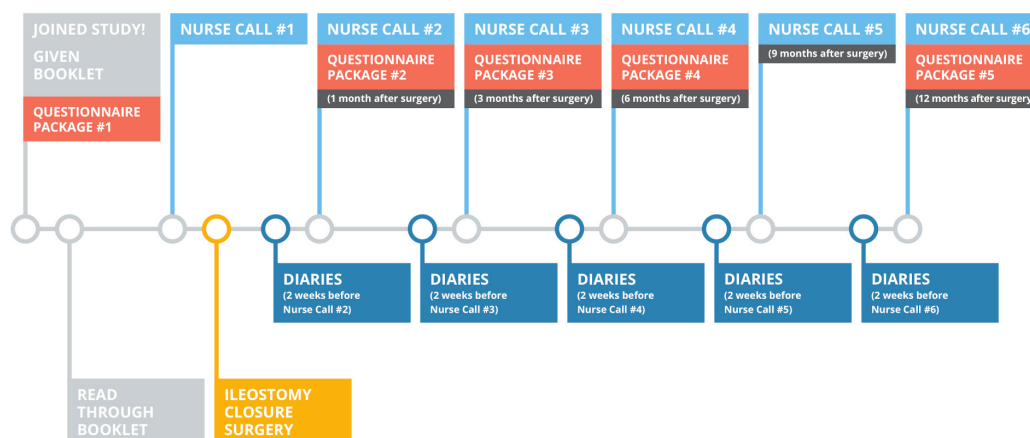 JOINED STUDY!
GIVEN
BOOKLET
QUESTIONNAIRE
PACKAGE #1
NURSE CALL #1
NURSE CALL #2
QUESTIONNAIRE
PACKAGE #2
(1 month after surgery)
NURSE CALL #3
QUESTIONNAIRE
PACKAGE #3
(3 months after surgery)
NURSE CALL #4
QUESTIONNAIRE
PACKAGE #4
(6 months after surgery)
NURSE CALL #5
(9 months after surgery)
NURSE CALL #6
QUESTIONNAIRE
PACKAGE #5
(12 months after surgery
DIARIES
(2 weeks before
Nurse Call #2)
DIARIES
(2 weeks before
Nurse Call #3)
DIARIES
(2 weeks before
Nurse Call #4)
DIARIES
(2 weeks before
Nurse Call #5)
DIARIES
(2 weeks before
Nurse Call #6)
READ
THROUGH
BOOKLET
ILEOSTOMY
CLOSURE
SURGERY